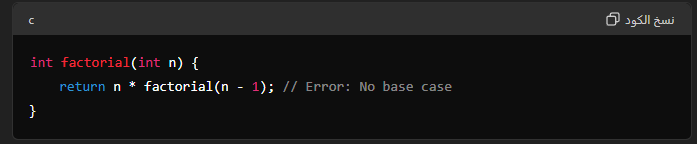 c نسخ الكود
int factorial(int n) {
    return n * factorial(n - 1); // Error: No base case
}